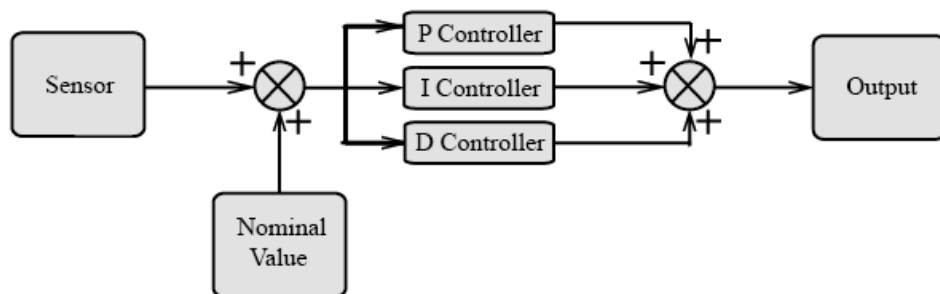 P Controller
+
+
+
Sensor
I Controller
Output
+
+
D Controller
Nominal
Value